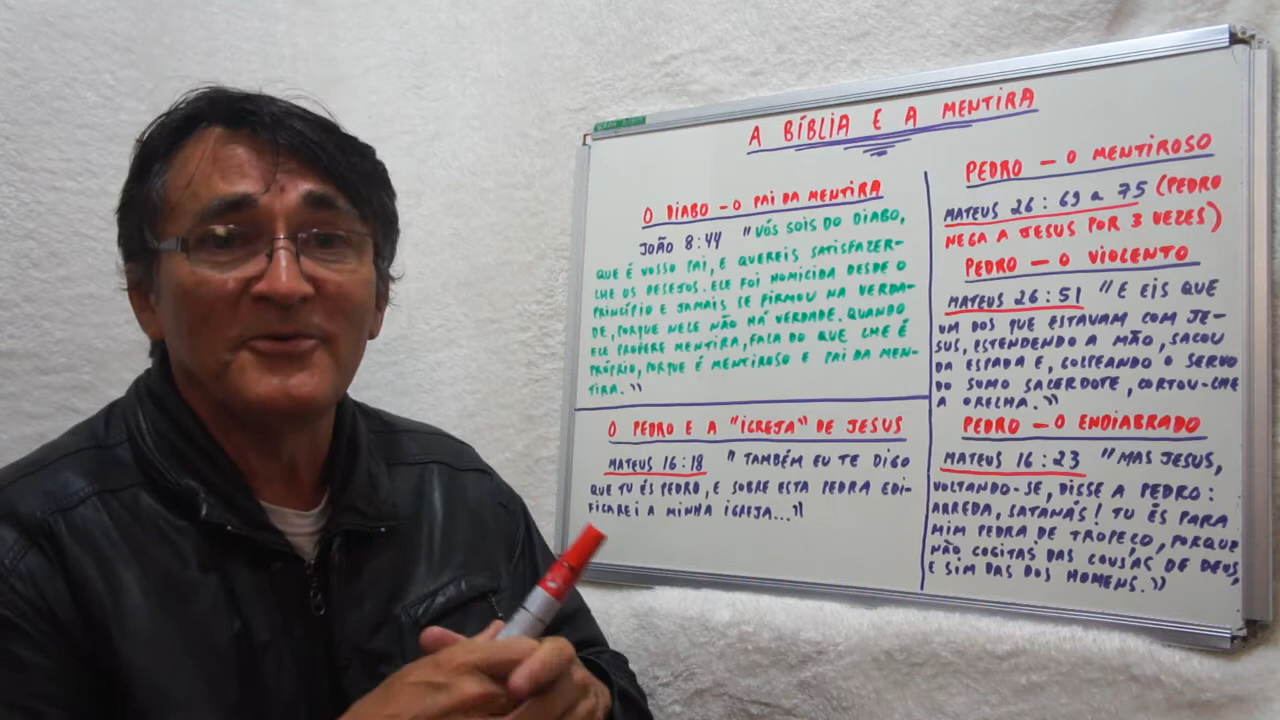 A BÍBLIA E A MENTIRA
O DIABO - O PAI DA MENTIRA
JOÃO 8:44 "VÓS SOIS DO DIABO,
QUE É VOSSO PAI, E QUEREIS SATISFAZER-
LHE OS DESEJOS. ELE FOI HOMICIDA DESDE O
PRINCÍPIO E JAMAIS SE FIRMOU NA VERDA-
DE, PORQUE NELE NÃO HÁ VERDADE. QUANDO
ELE PROFERE MENTIRA, FALA DO QUE LHE É
PRÓPRIO, PORQUE É MENTIROSO E PAI DA MEN-
TIRA."
O PEDRO E A "IGREJA" DE JESUS
MATEUS 16:18 "TAMBÉM EU TE DIGO
QUE TU ÉS PEDRO, E SOBRE ESTA PEDRA EDI-
FICAREI A MINHA IGREJA..."
PEDRO - O MENTIROSO
MATEUS 26:69 a 75 (PEDRO
NEGA A JESUS POR 3 VEZES)
PEDRO - O VIOLENTO
MATEUS 26:51 "E EIS QUE
UM DOS QUE ESTAVAM COM JE-
SUS, ESTENDENDO A MÃO, SACOU
DA ESPADA E, GOLPEANDO O SERVO
DO SUMO SACERDOTE, CORTOU-LHE
A ORELHA."
PEDRO - O ENDIABRADO
MATEUS 16:23 "MAS JESUS,
VOLTANDO-SE, DISSE A PEDRO:
ARREDA, SATANÁS! TU ÉS PARA
MIM PEDRA DE TROPEÇO, PORQUE
NÃO COGITAS DAS COUSAS DE DEUS,
E SIM DAS DOS HOMENS."